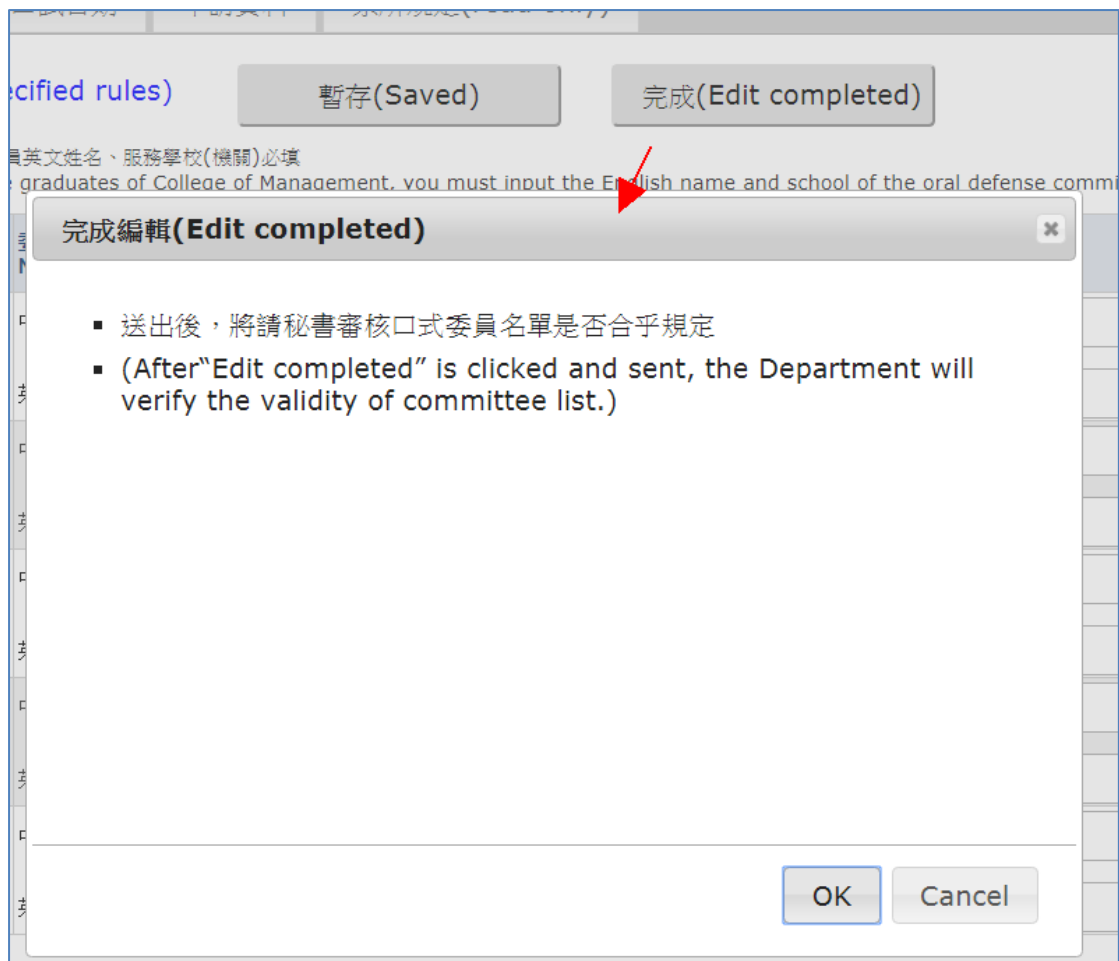 ecified rules)
暫存(Saved)
完成(Edit completed)
員英文姓名、服務學校(機關)必填
graduates of College of Management, you must input the English name and school of the oral defense commi
完成編輯(Edit completed)
送出後，將請秘書審核口式委員名單是否合乎規定
(After“Edit completed” is clicked and sent, the Department will
verify the validity of committee list.)
OK
Cancel